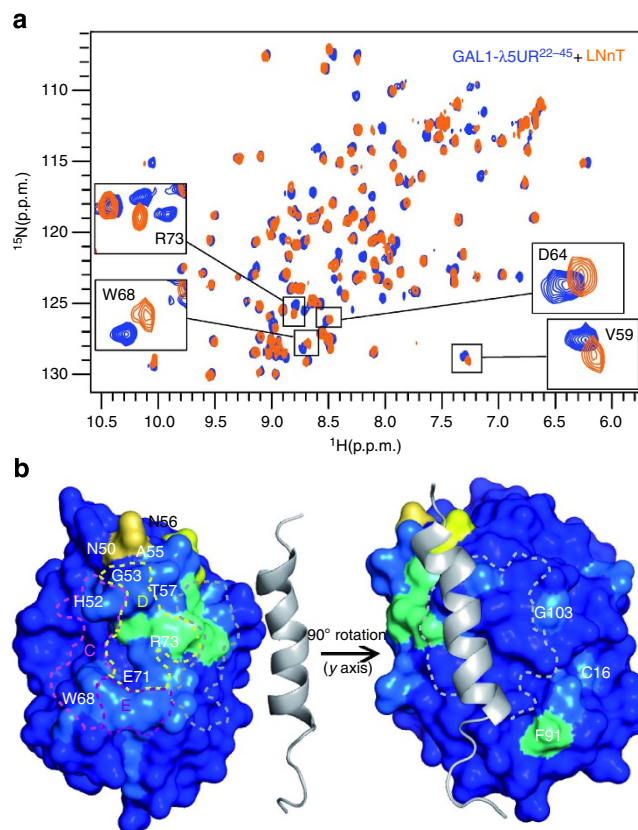 a
GAL1-λ5UR²²⁻⁴⁵+ LNnT
110
115
120
125
130
¹⁵N(p.p.m.)
R73
W68
D64
V59
10.5 10.0 9.5 9.0 8.5 8.0 7.5 7.0 6.5 6.0
¹H(p.p.m.)
b
N56
N50
A55
G53
H52
T57
D
R73
C
E71
W68
E
90° rotation
(y axis)
G103
C16
F91